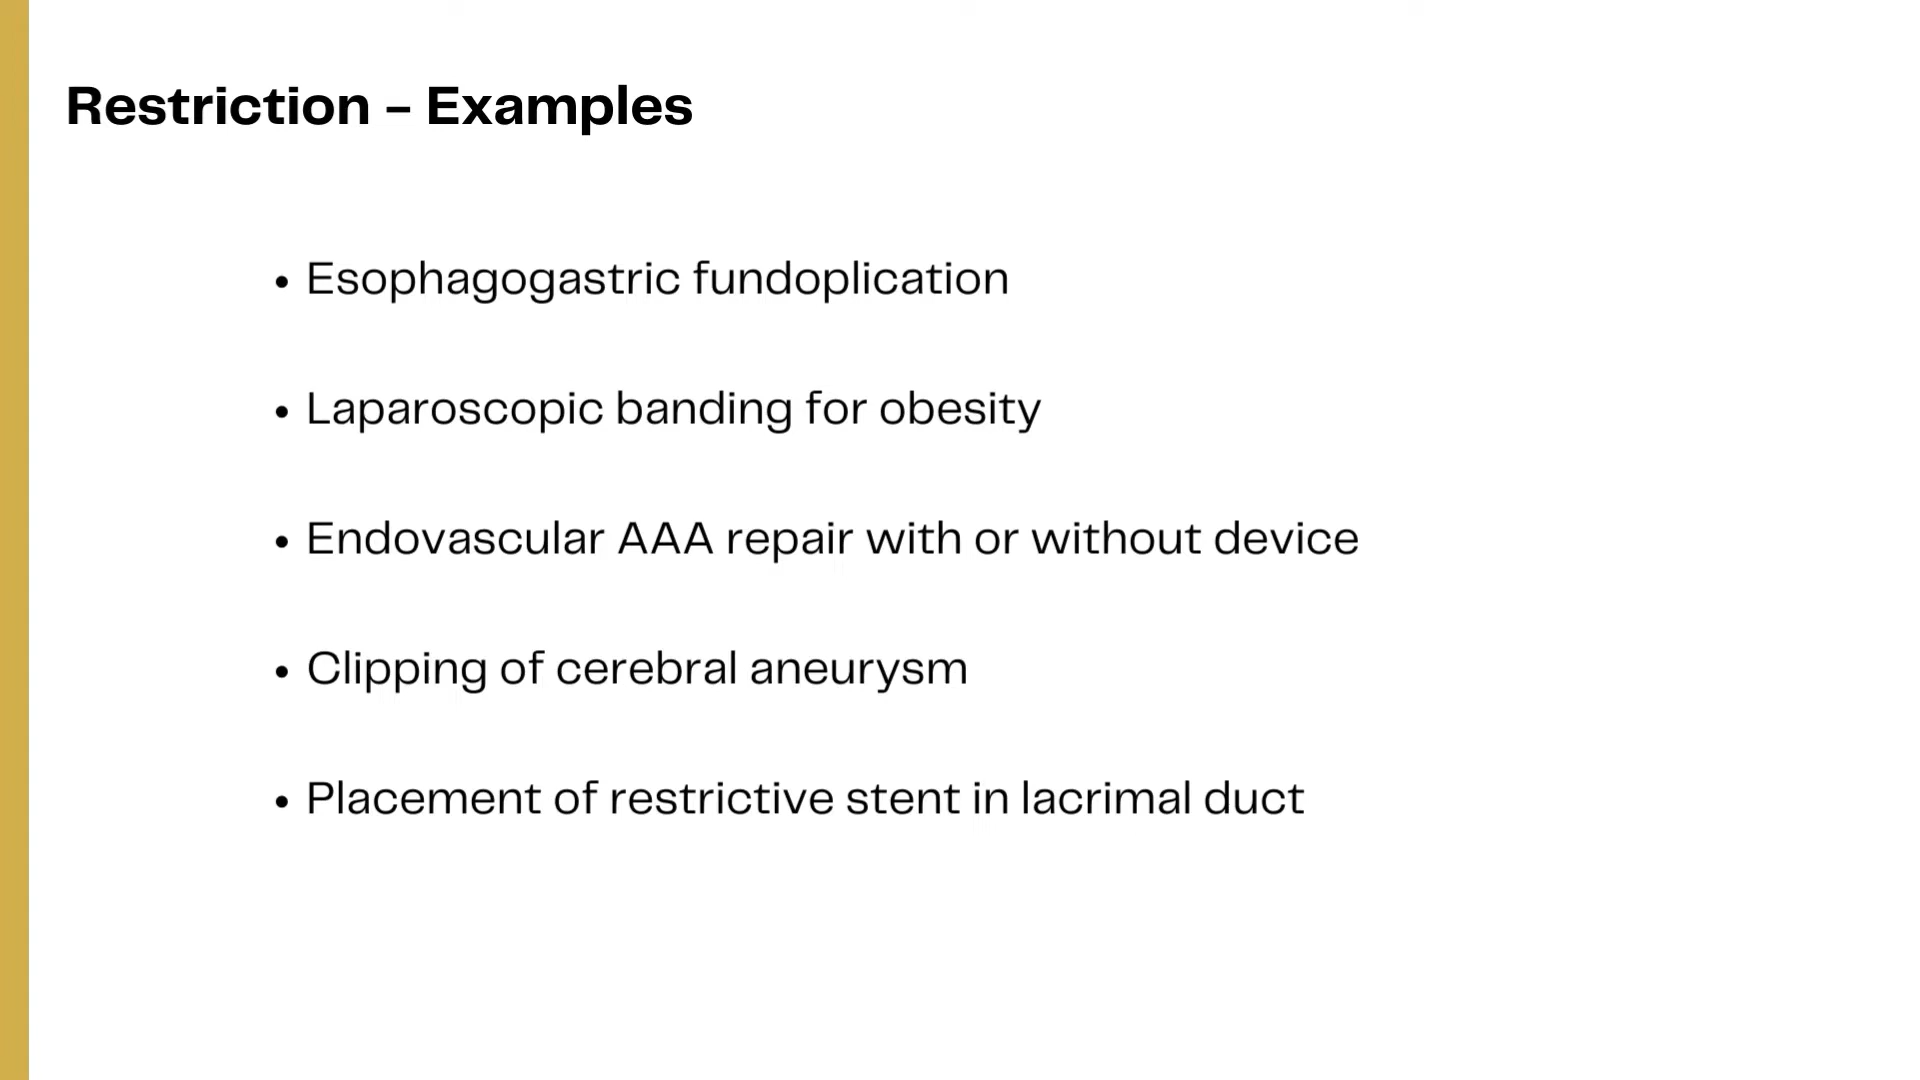 Restriction - Examples
• Esophagogastric fundoplication
• Laparoscopic banding for obesity
• Endovascular AAA repair with or without device
• Clipping of cerebral aneurysm
• Placement of restrictive stent in lacrimal duct